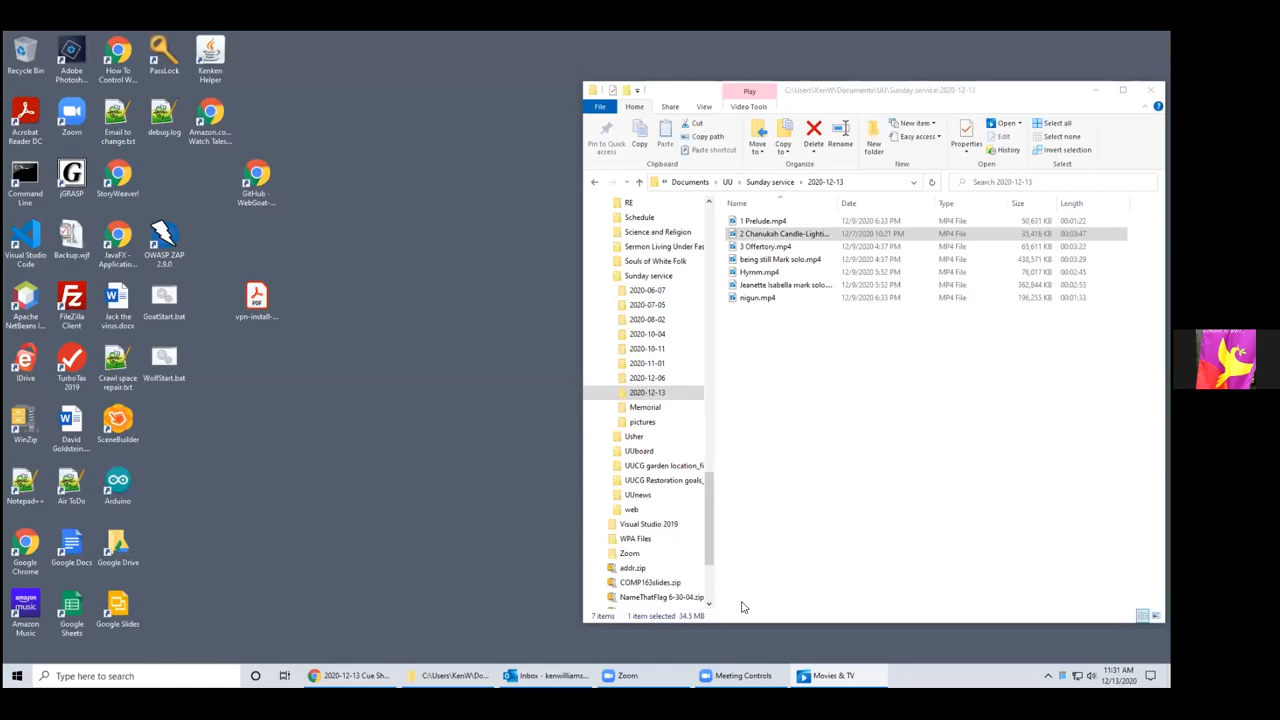 Recycle Bin
Adobe Photosh...
How To Control W...
PassLock
Kenken Helper
Acrobat Reader DC
Zoom
Email to change.txt
debug.log
Amazon.co... Watch Tales...
Command Line
jGRASP
StoryWeaver!
GitHub - WebGoat-...
Visual Studio Code
Backup.wjf
JavaFX - Applicatio...
OWASP ZAP 2.9.0
Apache NetBeans I...
FileZilla Client
Jack the virus.docx
GoatStart.bat
vpn-install-...
IDrive
TurboTax 2019
Crawl space repair.txt
WolfStart.bat
WinZip
David Goldstein....
SceneBuilder
Notepad++
Air ToDo
Arduino
Google Chrome
Google Docs
Google Drive
Amazon Music
Google Sheets
Google Slides
Play
C:\Users\KenW\Documents\UU\Sunday service\2020-12-13
File
Home
Share
View
Video Tools
Pin to Quick access
Copy
Paste
Cut
Copy path
Paste shortcut
Clipboard
Move to
Copy to
Delete
Rename
Organize
New folder
New item
Easy access
New
Properties
Open
Edit
History
Open
Select all
Select none
Invert selection
Select
Documents
UU
Sunday service
2020-12-13
Search 2020-12-13
RE
Schedule
Science and Religion
Sermon Living Under Fas
Souls of White Folk
Sunday service
2020-06-07
2020-07-05
2020-08-02
2020-10-04
2020-10-11
2020-11-01
2020-12-06
2020-12-13
Memorial
pictures
Usher
UUboard
UUCG garden location_fi
UUCG Restoration goals_
UUnews
web
Visual Studio 2019
WPA Files
Zoom
addr.zip
COMP163slides.zip
NameThatFlag 6-30-04.zip
Name Date Type Size Length
1 Prelude.mp4 12/9/2020 6:33 PM MP4 File 50,631 KB 00:01:22
2 Chanukah Candle-Lighti... 12/7/2020 10:21 PM MP4 File 35,416 KB 00:03:47
3 Offertory.mp4 12/9/2020 4:37 PM MP4 File 65,611 KB 00:03:22
being still Mark solo.mp4 12/9/2020 4:37 PM MP4 File 438,571 KB 00:03:29
Hymm.mp4 12/9/2020 5:52 PM MP4 File 76,017 KB 00:02:45
Jeanette Isabella mark solo.... 12/9/2020 5:52 PM MP4 File 362,844 KB 00:02:53
nigun.mp4 12/9/2020 6:33 PM MP4 File 196,255 KB 00:01:33
7 items
1 item selected 34.5 MB
Type here to search
2020-12-13 Cue Sh...
C:\Users\KenW\Do...
Inbox - kenwilliams...
Zoom
Meeting Controls
Movies & TV
11:31 AM
12/13/2020